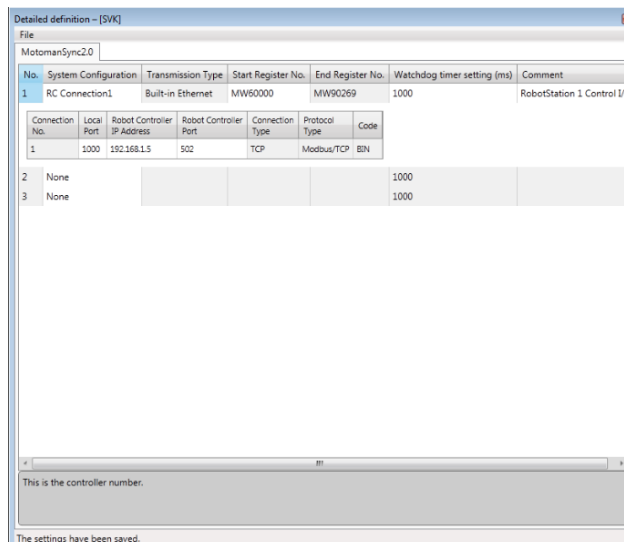 Detailed definition – [SVK]
File
MotomanSync2.0
No. System Configuration Transmission Type Start Register No. End Register No. Watchdog timer setting (ms) Comment
1 RC Connection1 Built-in Ethernet MW60000 MW90269 1000 RobotStation 1 Control I/
Connection No. Local Port Robot Controller IP Address Robot Controller Port Connection Type Protocol Type Code
1 1000 192.168.1.5 502 TCP Modbus/TCP BIN
2 None 1000
3 None 1000
This is the controller number.
The settings have been saved.